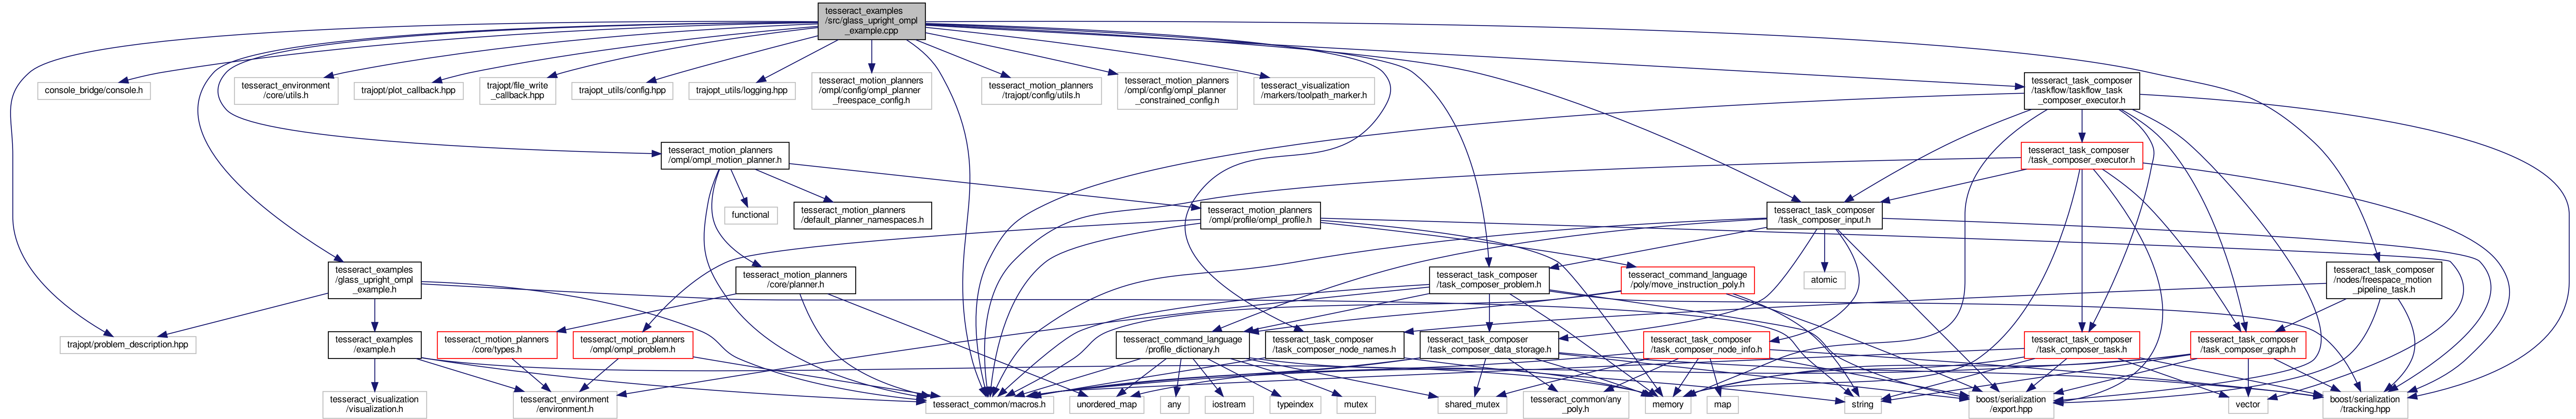 tesseract_examples
/src/glass_upright_ompl
_example.cpp
console_bridge/console.h
tesseract_environment
/core/utils.h
trajopt/plot_callback.hpp
trajopt/file_write
_callback.hpp
trajopt_utils/config.hpp
trajopt_utils/logging.hpp
tesseract_motion_planners
/ompl/config/ompl_planner
_freespace_config.h
tesseract_motion_planners
/trajopt/config/utils.h
tesseract_motion_planners
/ompl/config/ompl_planner
_constrained_config.h
tesseract_visualization
/markers/toolpath_marker.h
tesseract_task_composer
/taskflow/taskflow_task
_composer_executor.h
tesseract_motion_planners
/ompl/ompl_motion_planner.h
tesseract_task_composer
/task_composer_executor.h
functional
tesseract_motion_planners
/default_planner_namespaces.h
tesseract_motion_planners
/ompl/profile/ompl_profile.h
tesseract_task_composer
/task_composer_input.h
tesseract_examples
/glass_upright_ompl
_example.h
tesseract_motion_planners
/core/planner.h
tesseract_task_composer
/task_composer_problem.h
tesseract_command_language
/poly/move_instruction_poly.h
atomic
tesseract_task_composer
/nodes/freespace_motion
_pipeline_task.h
trajopt/problem_description.hpp
tesseract_examples
/example.h
tesseract_motion_planners
/core/types.h
tesseract_motion_planners
/ompl/ompl_problem.h
tesseract_command_language
/profile_dictionary.h
tesseract_task_composer
/task_composer_node_names.h
tesseract_task_composer
/task_composer_data_storage.h
tesseract_task_composer
/task_composer_node_info.h
tesseract_task_composer
/task_composer_task.h
tesseract_task_composer
/task_composer_graph.h
tesseract_visualization
/visualization.h
tesseract_environment
/environment.h
tesseract_common/macros.h
unordered_map
any
iostream
typeindex
mutex
shared_mutex
tesseract_common/any
_poly.h
memory
map
string
boost/serialization
/export.hpp
vector
boost/serialization
/tracking.hpp